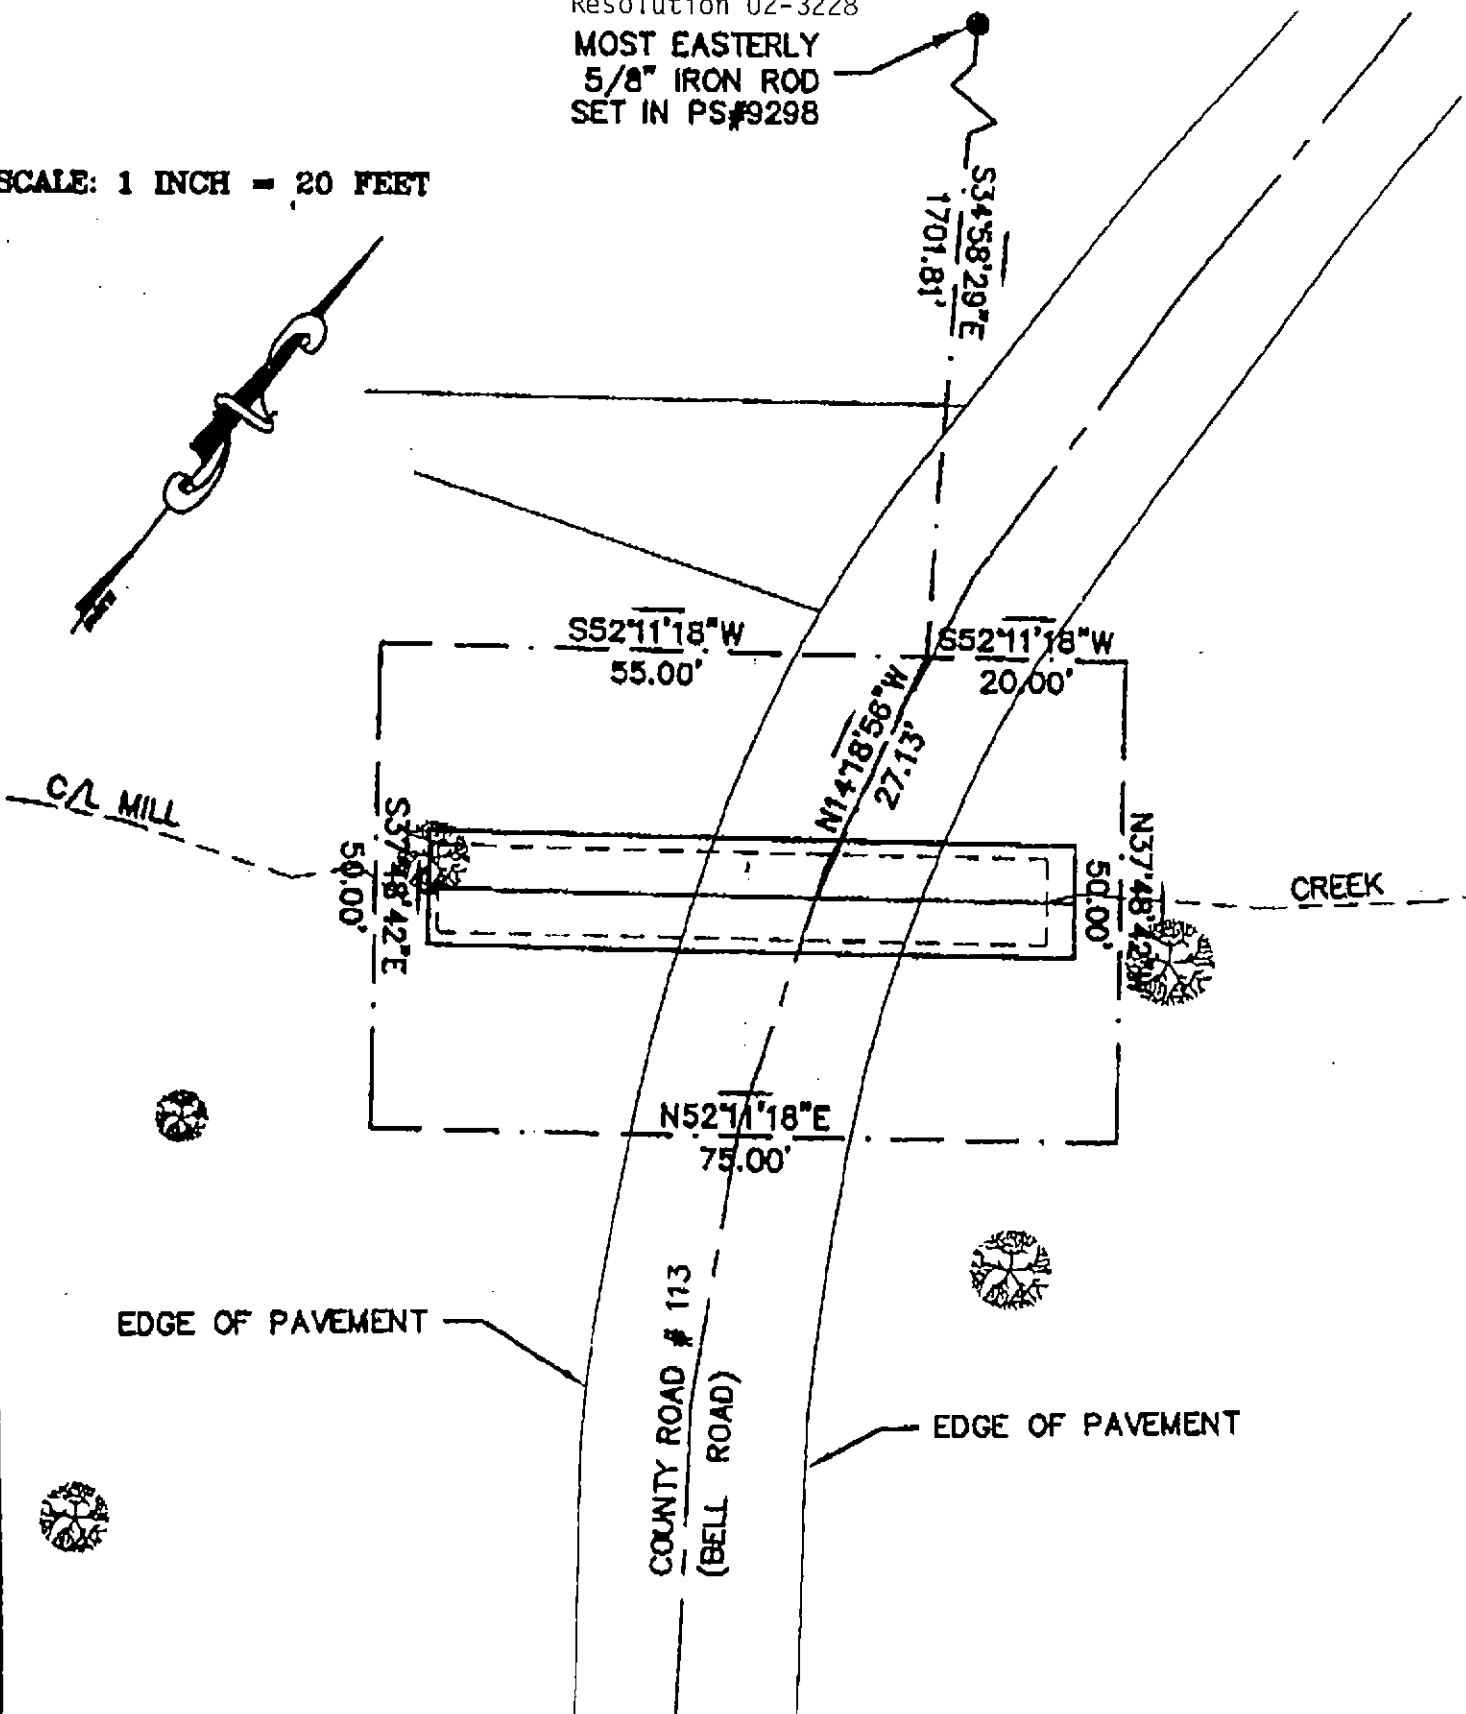 Resolution 02-3228
MOST EASTERLY
5/8" IRON ROD
SET IN PS#9298
SCALE: 1 INCH = 20 FEET
S34°58'29"E
1701.81'
S52°11'18"W
55.00'
S52°11'18"W
20.00'
N14°18'56"W
27.13'
C/L MILL
S37°48'42"E
50.00'
N37°48'42"W
50.00'
CREEK
N52°11'18"E
75.00'
EDGE OF PAVEMENT
COUNTY ROAD # 113
(BELL ROAD)
EDGE OF PAVEMENT